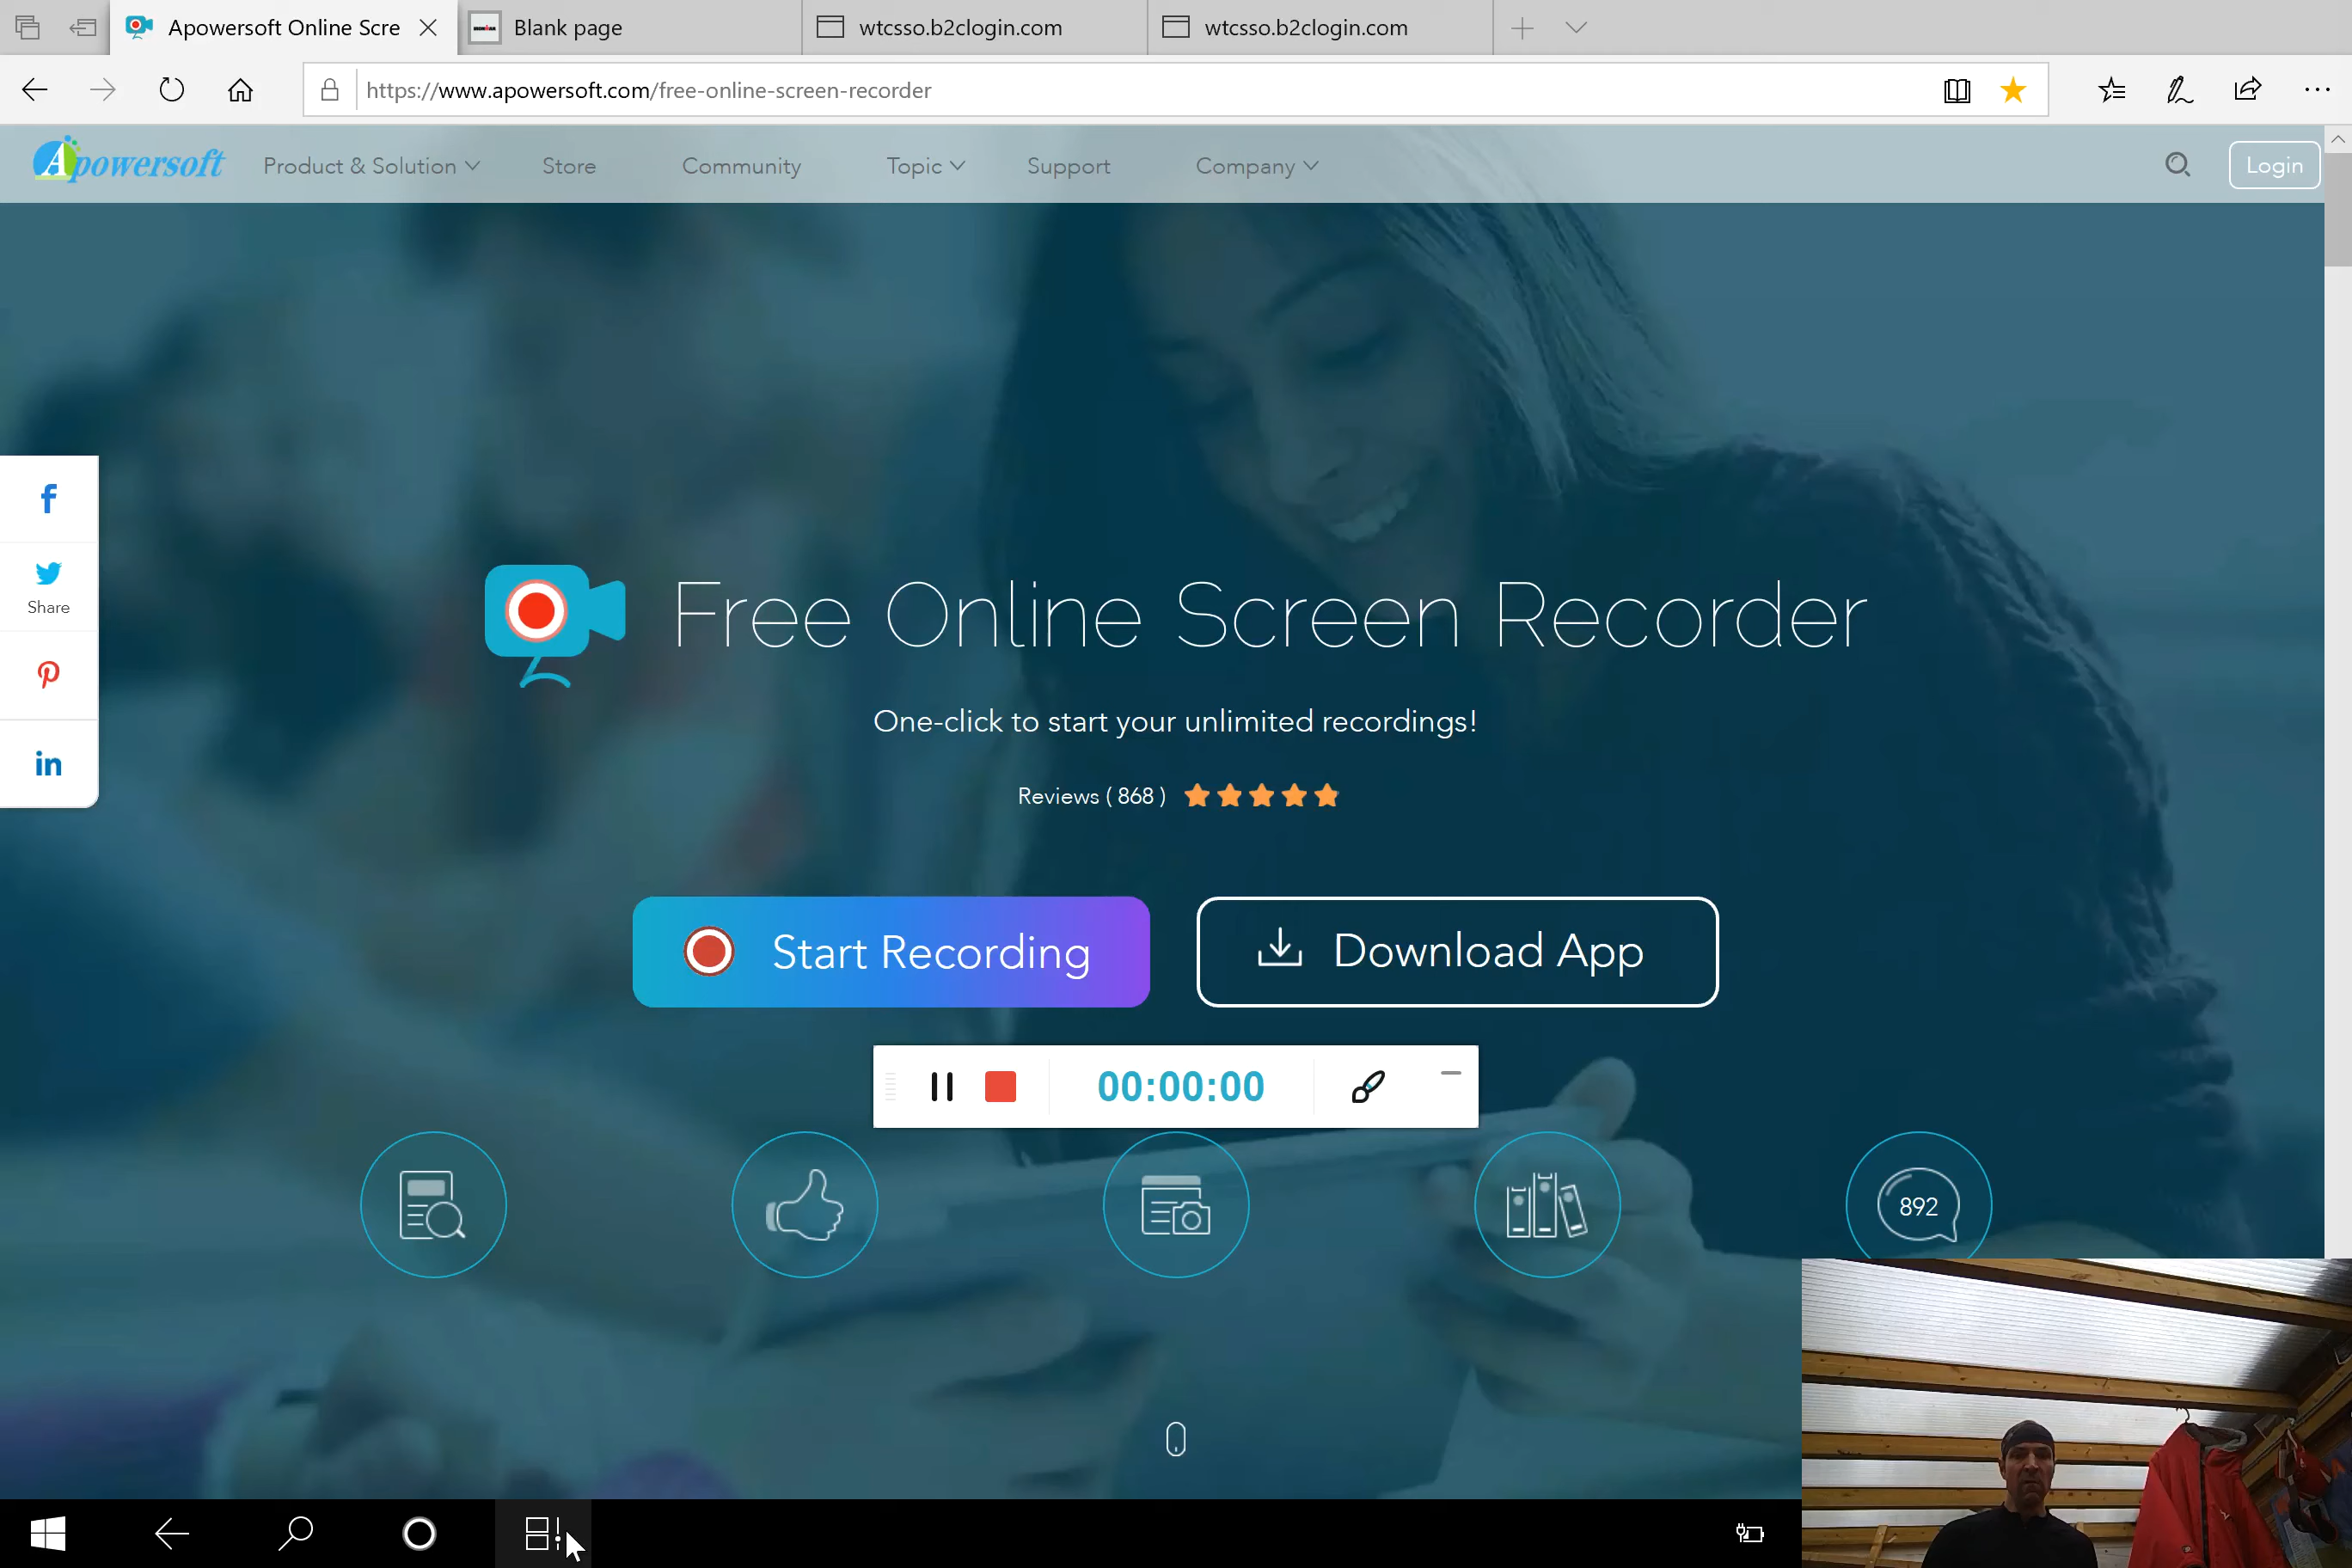 Apowersoft Online Scre
Blank page
wtcsso.b2clogin.com
wtcsso.b2clogin.com
https://www.apowersoft.com/free-online-screen-recorder
Apowersoft
Product & Solution
Store
Community
Topic
Support
Company
Login
f
Share
in
Free Online Screen Recorder
One-click to start your unlimited recordings!
Reviews ( 868 )
Start Recording
Download App
00:00:00
892